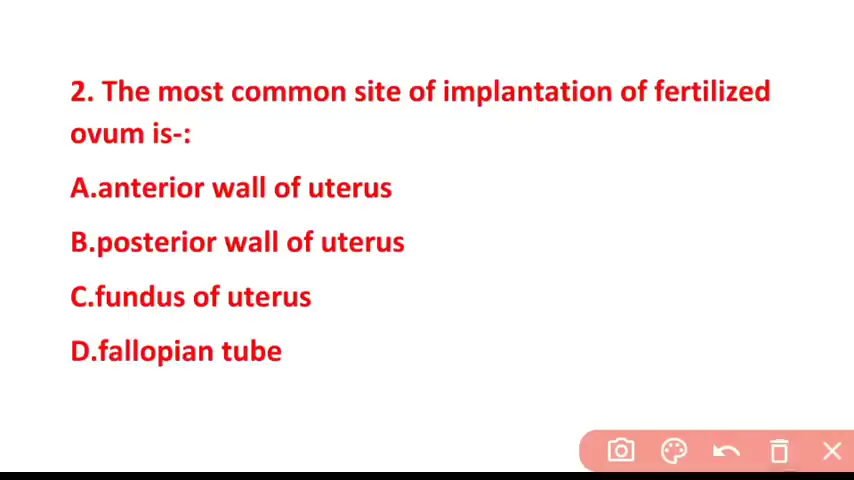 2. The most common site of implantation of fertilized
ovum is-:
A.anterior wall of uterus
B.posterior wall of uterus
C.fundus of uterus
D.fallopian tube